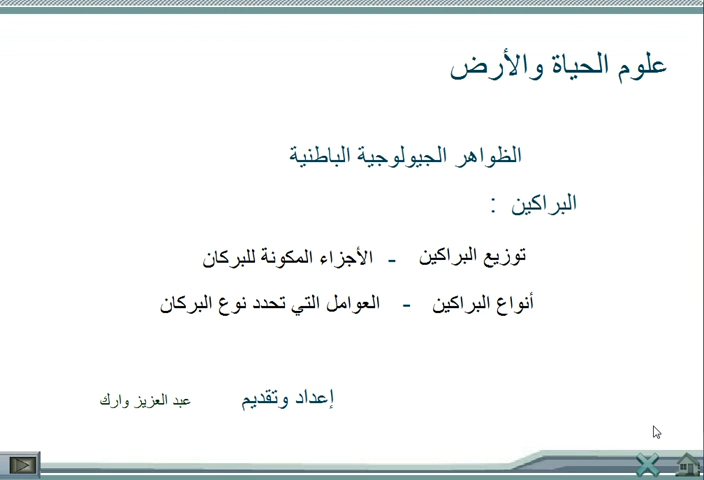 علوم الحياة والأرض
الظواهر الجيولوجية الباطنية
البراكين :
توزيع البراكين - الأجزاء المكونة للبركان
أنواع البراكين - العوامل التي تحدد نوع البركان
إعداد وتقديم عبد العزيز وارك